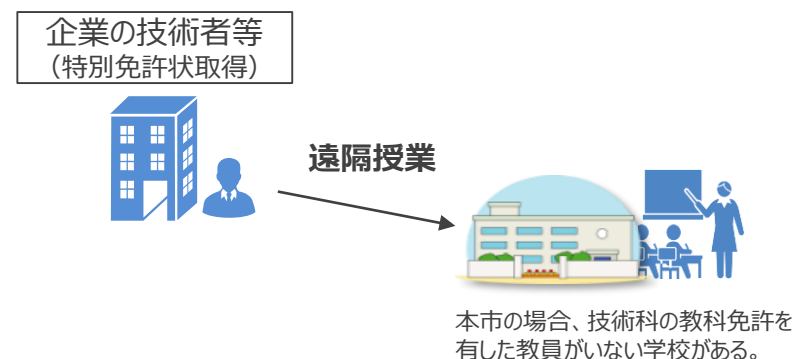 企業の技術者等
（特別免許状取得）
遠隔授業
本市の場合、技術科の教科免許を
有した教員がいない学校がある。